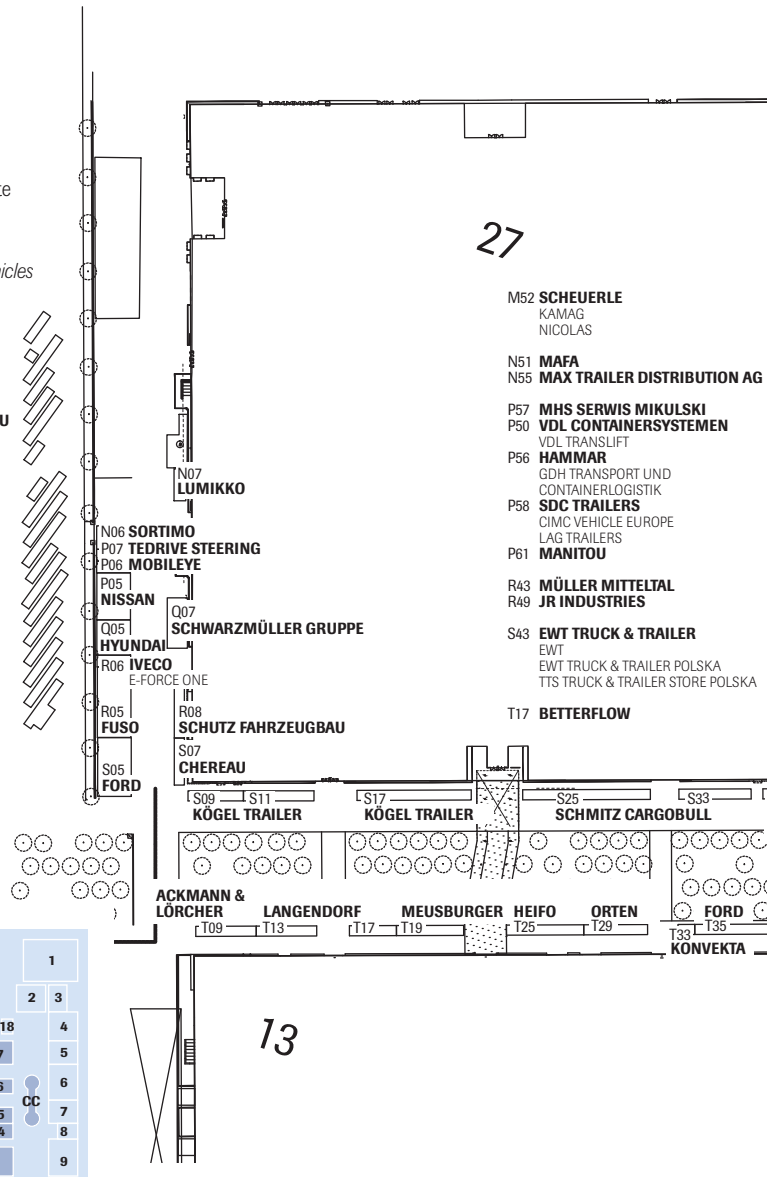 te
icles
U
27
M52 SCHEUERLE
KAMAG
NICOLAS
N51 MAFA
N55 MAX TRAILER DISTRIBUTION AG
P57 MHS SERWIS MIKULSKI
P50 VDL CONTAINERSYSTEMEN
VDL TRANSLIFT
P56 HAMMAR
GDH TRANSPORT UND
CONTAINERLOGISTIK
P58 SDC TRAILERS
CIMC VEHICLE EUROPE
LAG TRAILERS
P61 MANITOU
R43 MÜLLER MITTELTAL
R49 JR INDUSTRIES
S43 EWT TRUCK & TRAILER
EWT
EWT TRUCK & TRAILER POLSKA
TTS TRUCK & TRAILER STORE POLSKA
T17 BETTERFLOW
N07
LUMIKKO
N06 SORTIMO
P07 TEDRIVE STEERING
P06 MOBILEYE
P05
NISSAN
Q07
SCHWARZMÜLLER GRUPPE
Q05
HYUNDAI
R06 IVECO
E-FORCE ONE
R05
FUSO
R08
SCHUTZ FAHRZEUGBAU
S07
CHEREAU
S05
FORD
S09 S11 S17 S25 S33
KÖGEL TRAILER KÖGEL TRAILER SCHMITZ CARGOBULL
ACKMANN &
LÖRCHER LANGENDORF MEUSBURGER HEIFO ORTEN FORD
T09 T13 T17 T19 T25 T29 T33 T35
KONVEKTA
13
1
2 3
18 4
7 5
6 6
CC
5 7
4 8
9